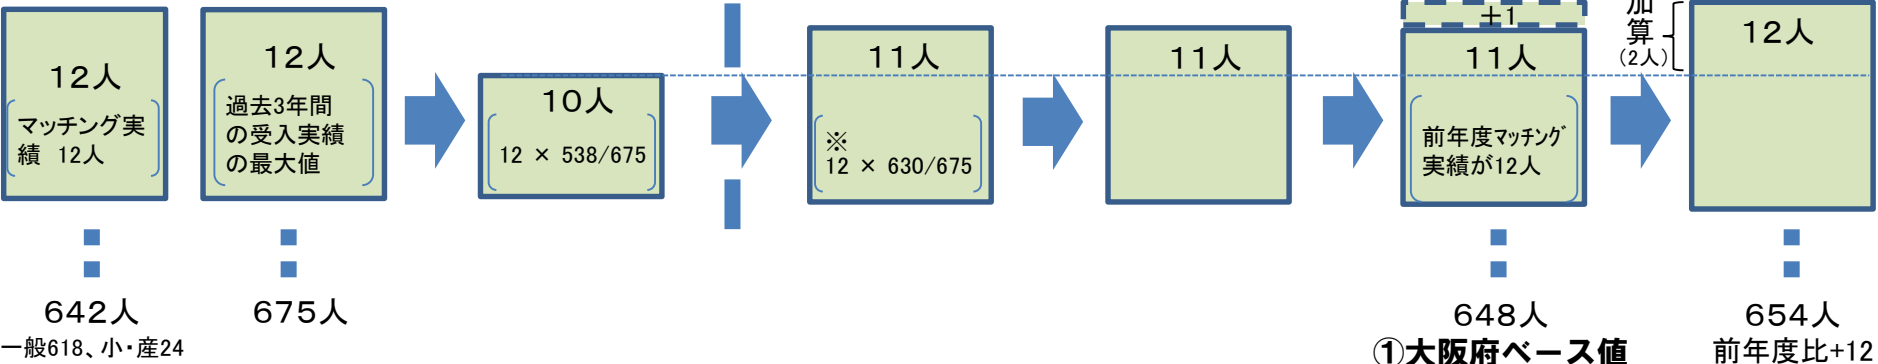 12人
マッチング実
績 12人
642人
一般618、小・産24
12人
過去3年間
の受入実績
の最大値
675人
10人
12 × 538/675
11人
※
12 × 630/675
11人
+1
11人
前年度マッチング
実績が12人
648人
①大阪府ベース値
加
算
(2人)
12人
654人
前年度比+12